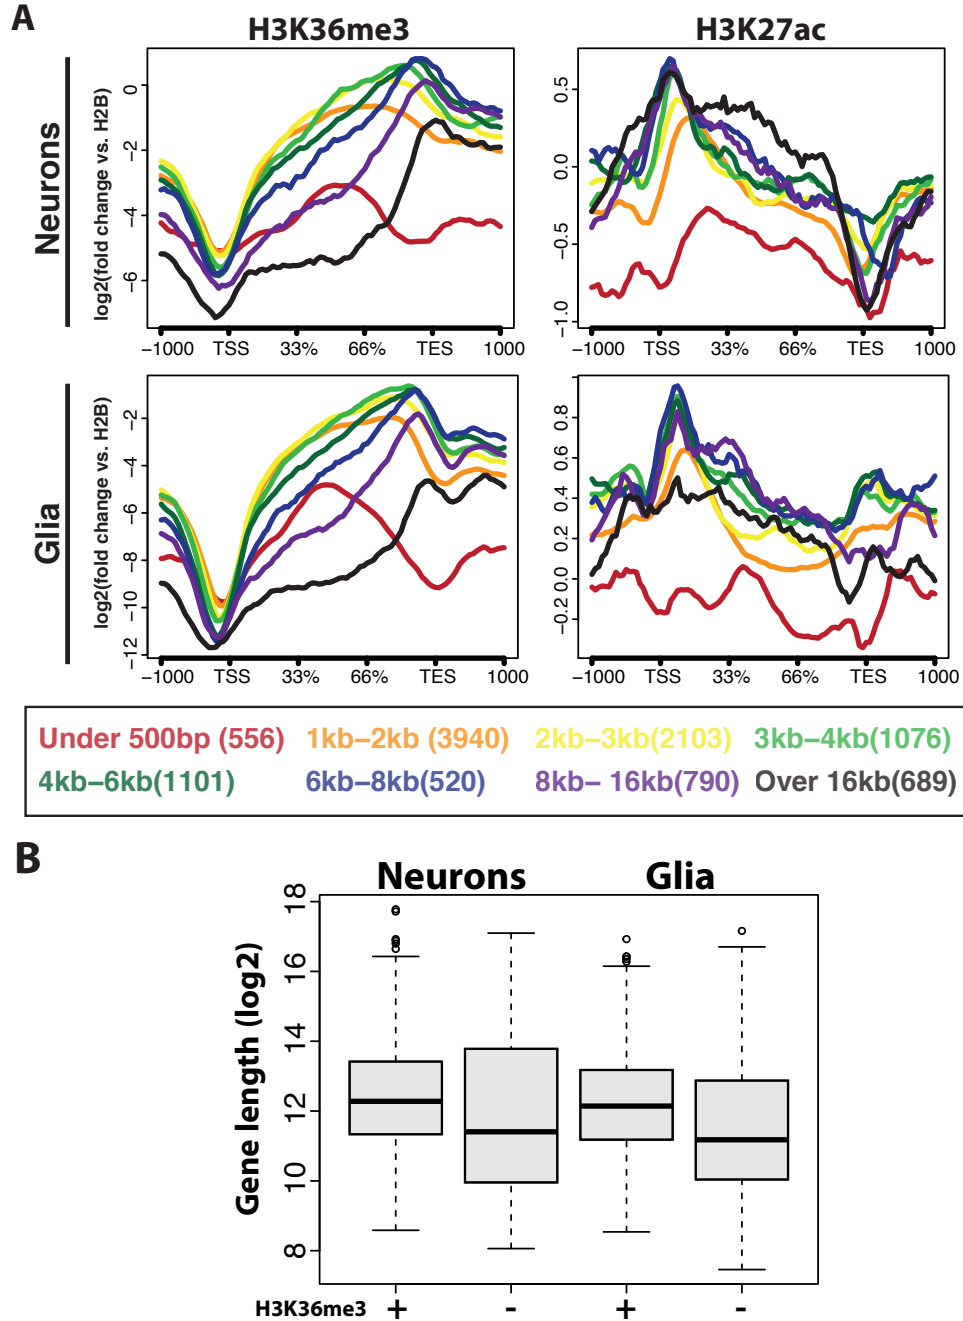 A
H3K36me3 H3K27ac
Neurons
log2(fold change vs. H2B)
0
−2
−4
−6
−1000 TSS 33% 66% TES 1000
0.5
0.0
−0.5
−1.0
−1000 TSS 33% 66% TES 1000
Glia
log2(fold change vs. H2B)
−2
−4
−6
−8
−10
−12
−1000 TSS 33% 66% TES 1000
0.8
0.6
0.4
0.2
0.0
−0.2
−1000 TSS 33% 66% TES 1000
Under 500bp (556) 1kb−2kb (3940) 2kb−3kb(2103) 3kb−4kb(1076)
4kb−6kb(1101) 6kb−8kb(520) 8kb− 16kb(790) Over 16kb(689)
B
Neurons Glia
Gene length (log2)
18
16
14
12
10
8
H3K36me3 + - + -